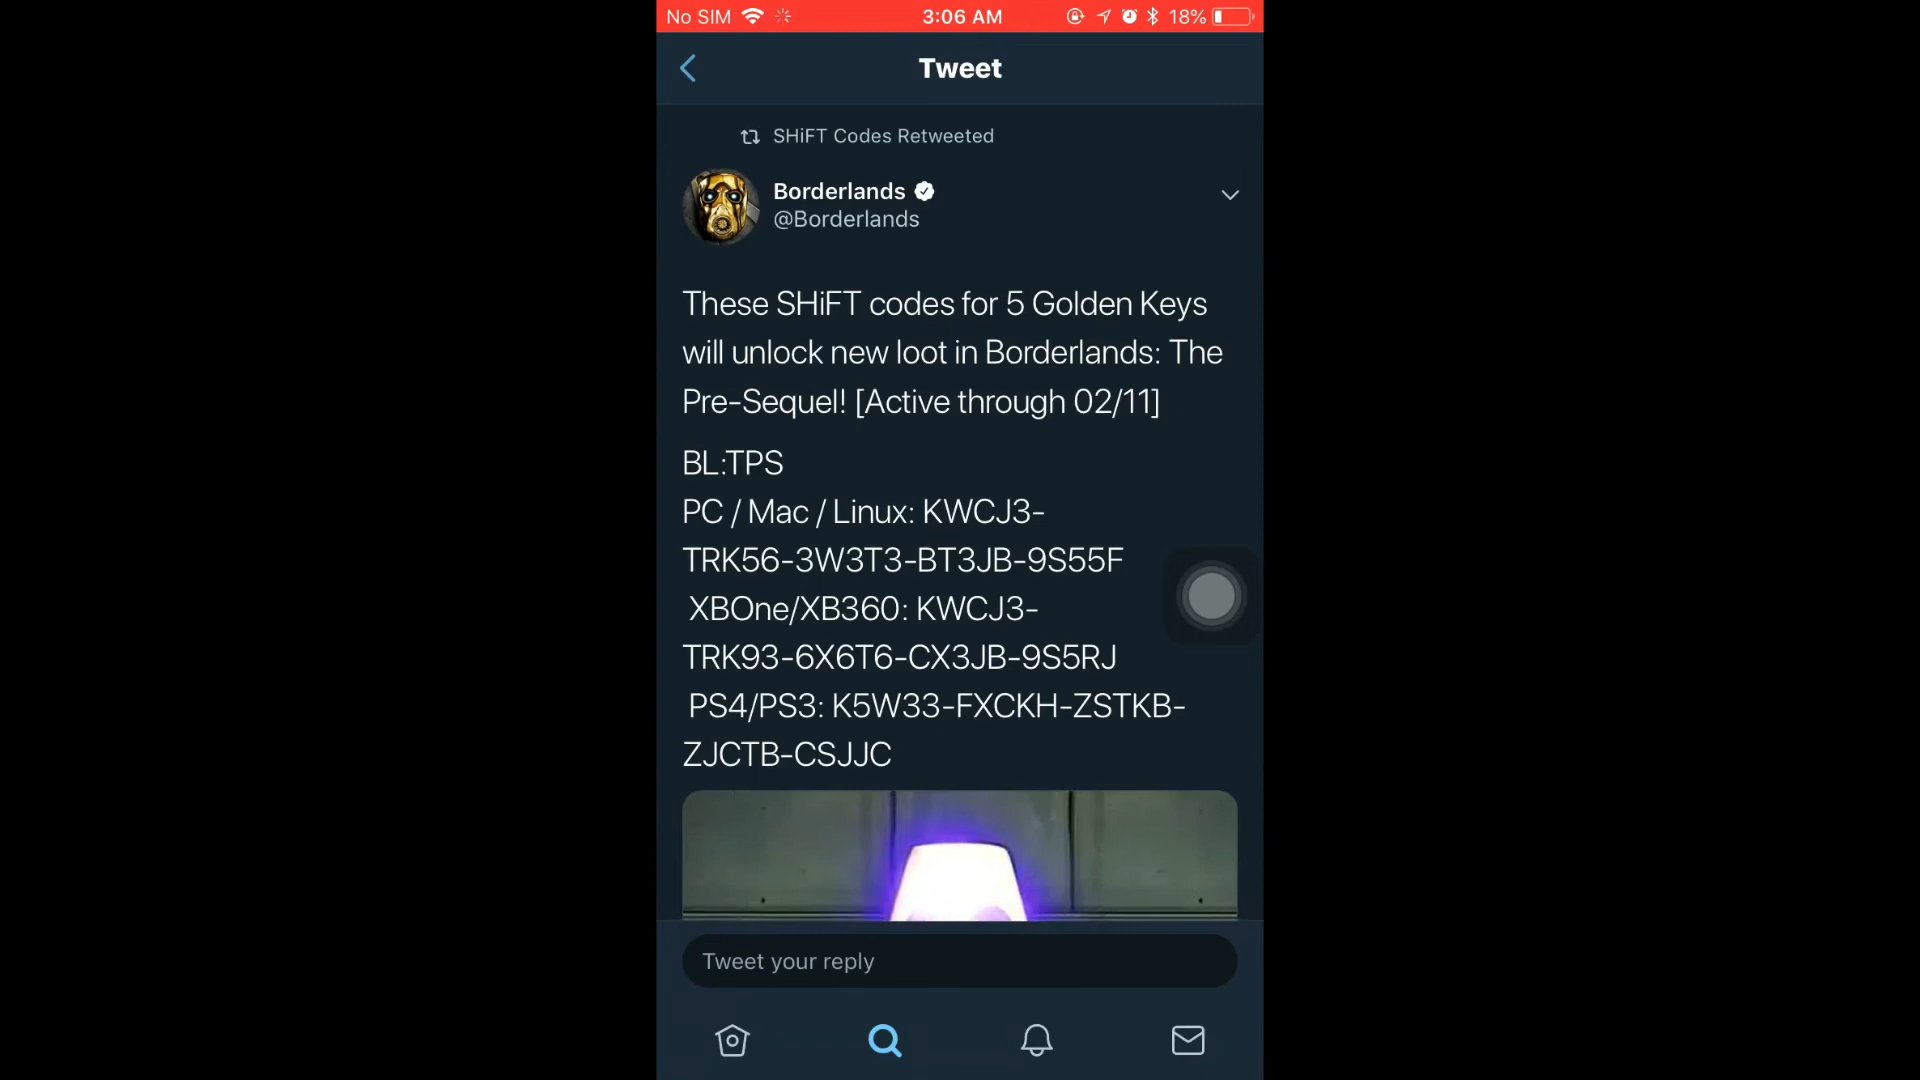 No SIM 3:06 AM 18%
Tweet
SHiFT Codes Retweeted
Borderlands
@Borderlands
These SHiFT codes for 5 Golden Keys
will unlock new loot in Borderlands: The
Pre-Sequel! [Active through 02/11]
BL:TPS
PC / Mac / Linux: KWCJ3-
TRK56-3W3T3-BT3JB-9S55F
XBOne/XB360: KWCJ3-
TRK93-6X6T6-CX3JB-9S5RJ
PS4/PS3: K5W33-FXCKH-ZSTKB-
ZJCTB-CSJJC
Tweet your reply